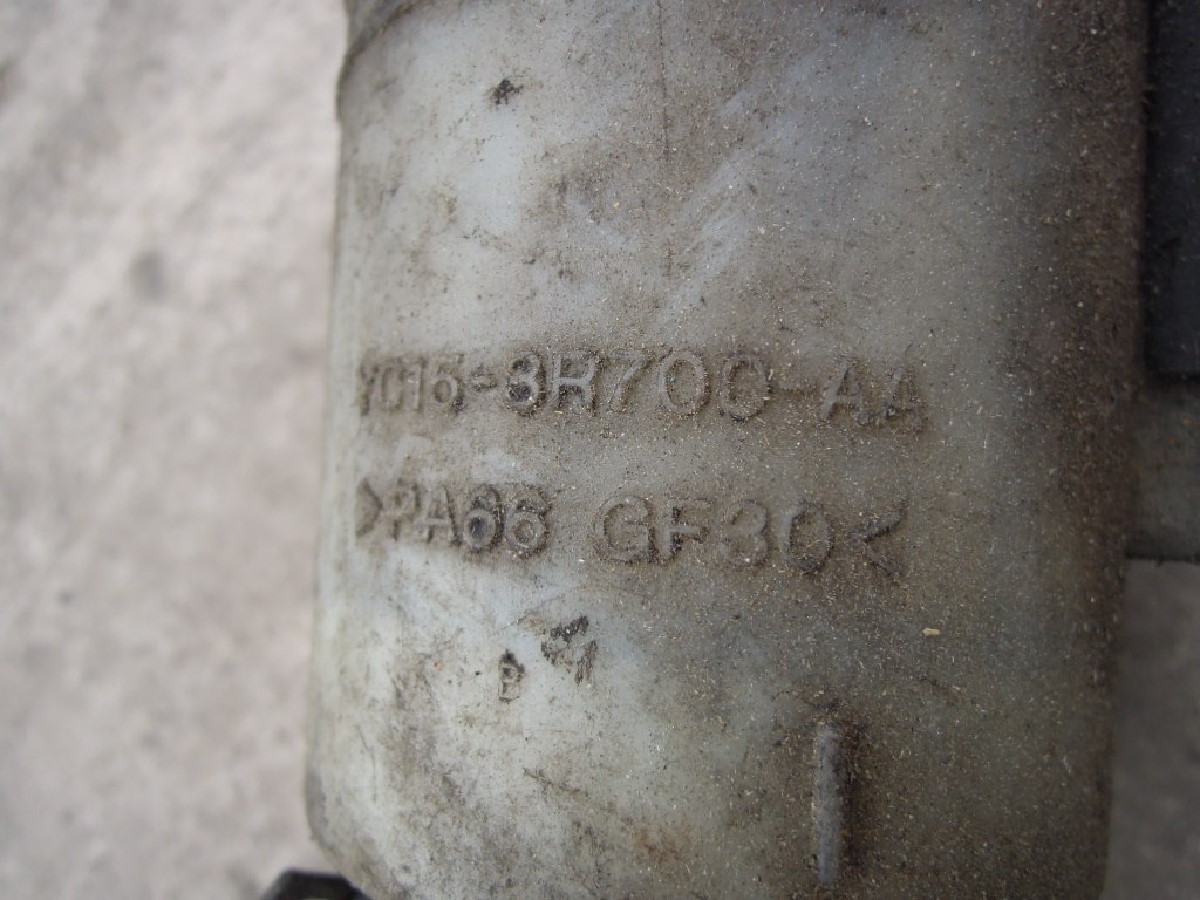 YC15-3R700-AA
>PA66 GF30<
B